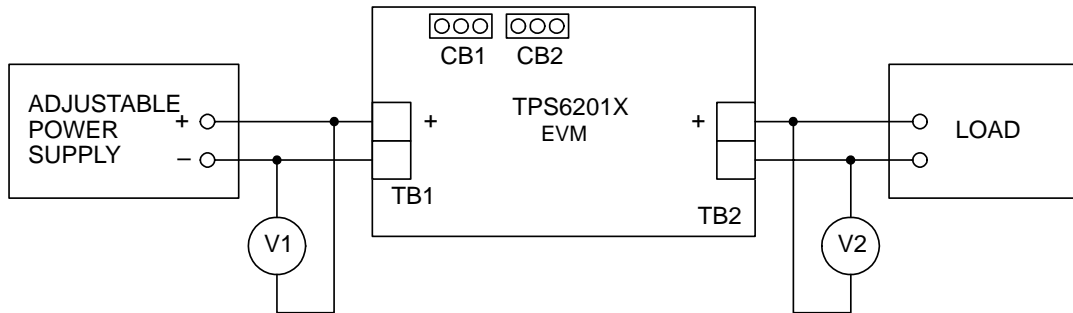 CB1
CB2
ADJUSTABLE
POWER
SUPPLY
+
−
TPS6201X
EVM
+
+
LOAD
TB1
TB2
V1
V2